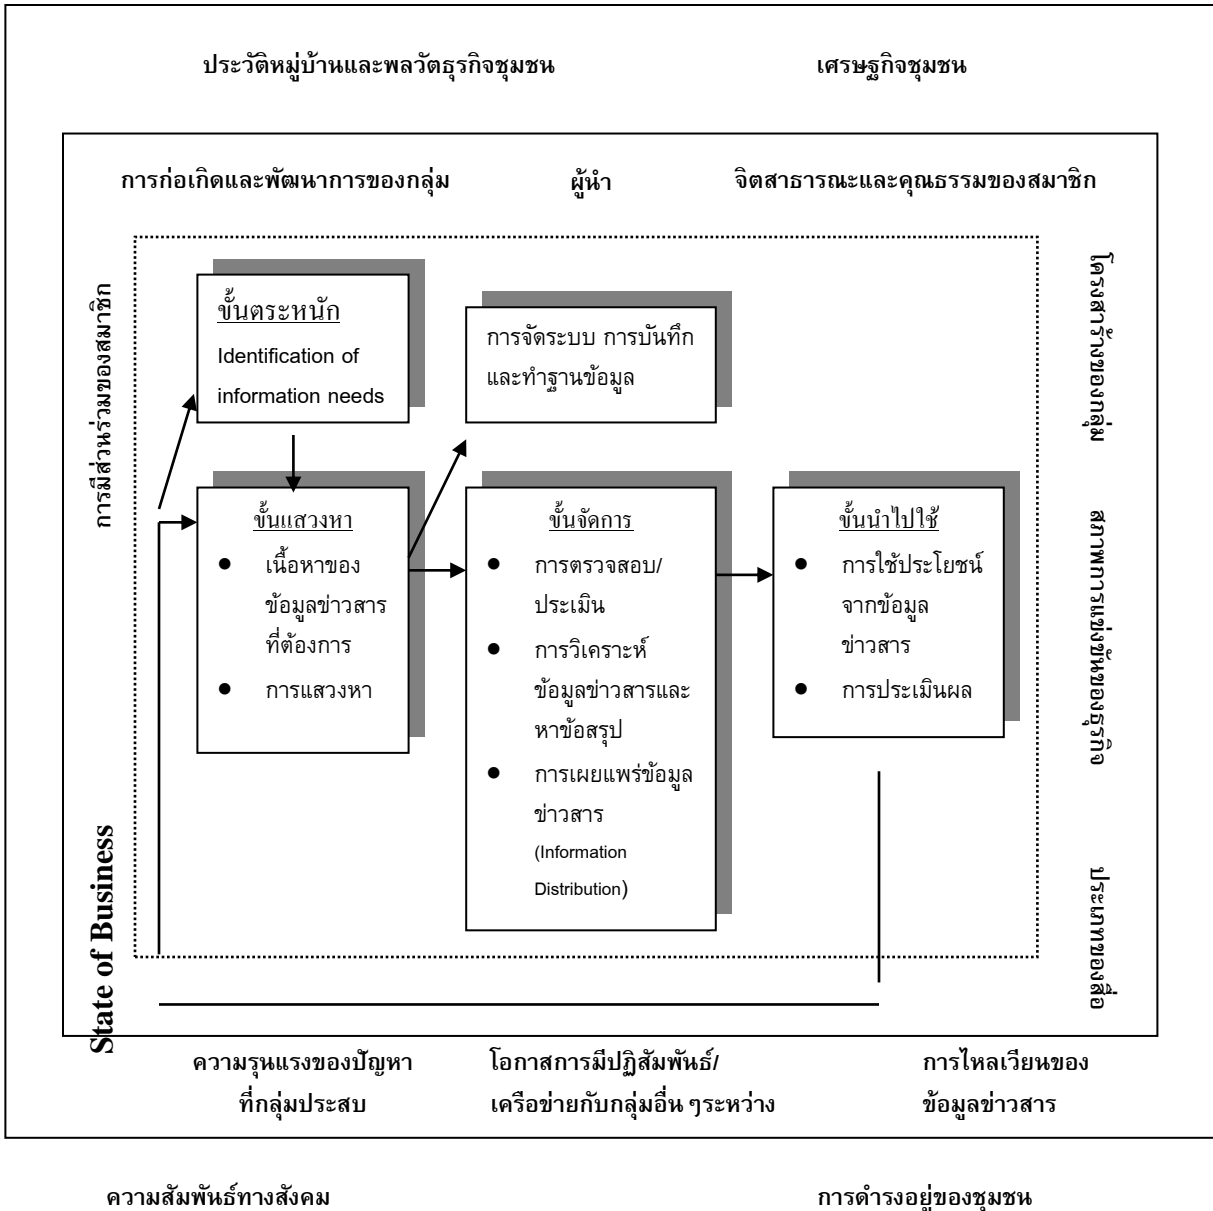 ประวัติหมู่บ้านและพลวัตธุรกิจชุมชน
เศรษฐกิจชุมชน
การก่อเกิดและพัฒนาการของกลุ่ม
ผู้นำ
จิตสาธารณะและคุณธรรมของสมาชิก
การมีส่วนร่วมของสมาชิก
State of Business
ขั้นตระหนัก
Identification of
information needs
การจัดระบบ การบันทึก
และทำฐานข้อมูล
ขั้นแสวงหา
● เนื้อหาของ
ข้อมูลข่าวสาร
ที่ต้องการ
● การแสวงหา
ขั้นจัดการ
● การตรวจสอบ/
ประเมิน
● การวิเคราะห์
ข้อมูลข่าวสารและ
หาข้อสรุป
● การเผยแพร่ข้อมูล
ข่าวสาร
(Information
Distribution)
ขั้นนำไปใช้
● การใช้ประโยชน์
จากข้อมูล
ข่าวสาร
● การประเมินผล
โครงสาร้างของกลุ่ม
สภาพการแข่งขันของธุรกิจ
ประเภทของสื่อ
ความรุนแรงของปัญหา
ที่กลุ่มประสบ
โอกาสการมีปฏิสัมพันธ์/
เครือข่ายกับกลุ่มอื่น ๆระหว่าง
การไหลเวียนของ
ข้อมูลข่าวสาร
ความสัมพันธ์ทางสังคม
การดำรงอยู่ของชุมชน